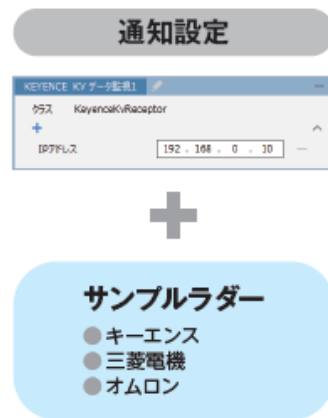 通知設定
KEYENCE KV データ監視1
クラス KeyenceKvReceptor
+
IPアドレス 192 . 168 . 0 . 10
+
サンプルラダー
●キーエンス
●三菱電機
●オムロン